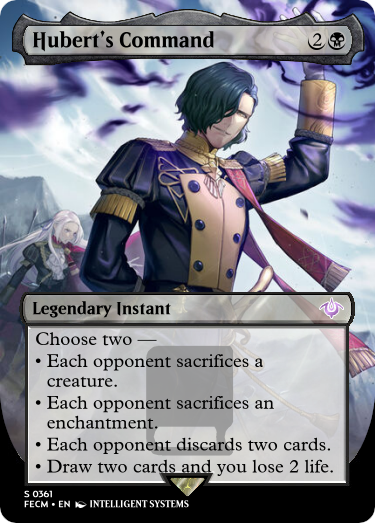 Hubert's Command 2
Legendary Instant
Choose two —
• Each opponent sacrifices a
creature.
• Each opponent sacrifices an
enchantment.
• Each opponent discards two cards.
• Draw two cards and you lose 2 life.
S 0361
FECM • EN INTELLIGENT SYSTEMS